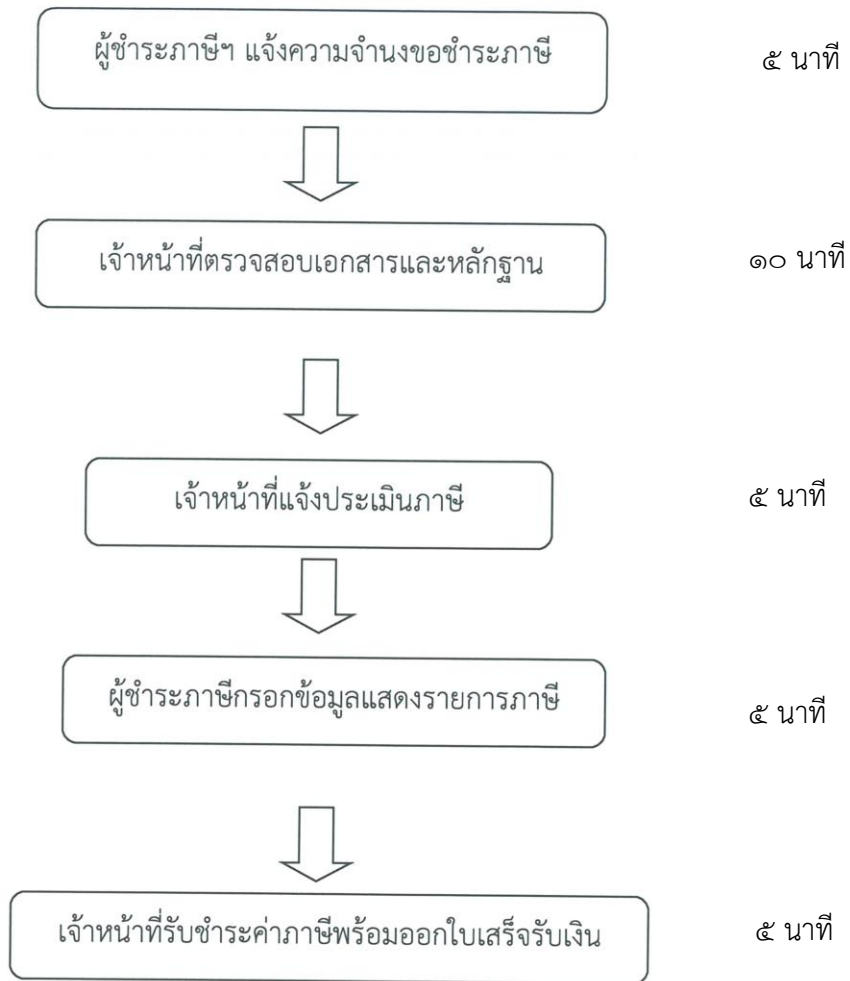 ผู้ชำระภาษีฯ แจ้งความจำนงขอชำระภาษี ๕ นาที
เจ้าหน้าที่ตรวจสอบเอกสารและหลักฐาน ๑๐ นาที
เจ้าหน้าที่แจ้งประเมินภาษี ๕ นาที
ผู้ชำระภาษีกรอกข้อมูลแสดงรายการภาษี ๕ นาที
เจ้าหน้าที่รับชำระค่าภาษีพร้อมออกใบเสร็จรับเงิน ๕ นาที